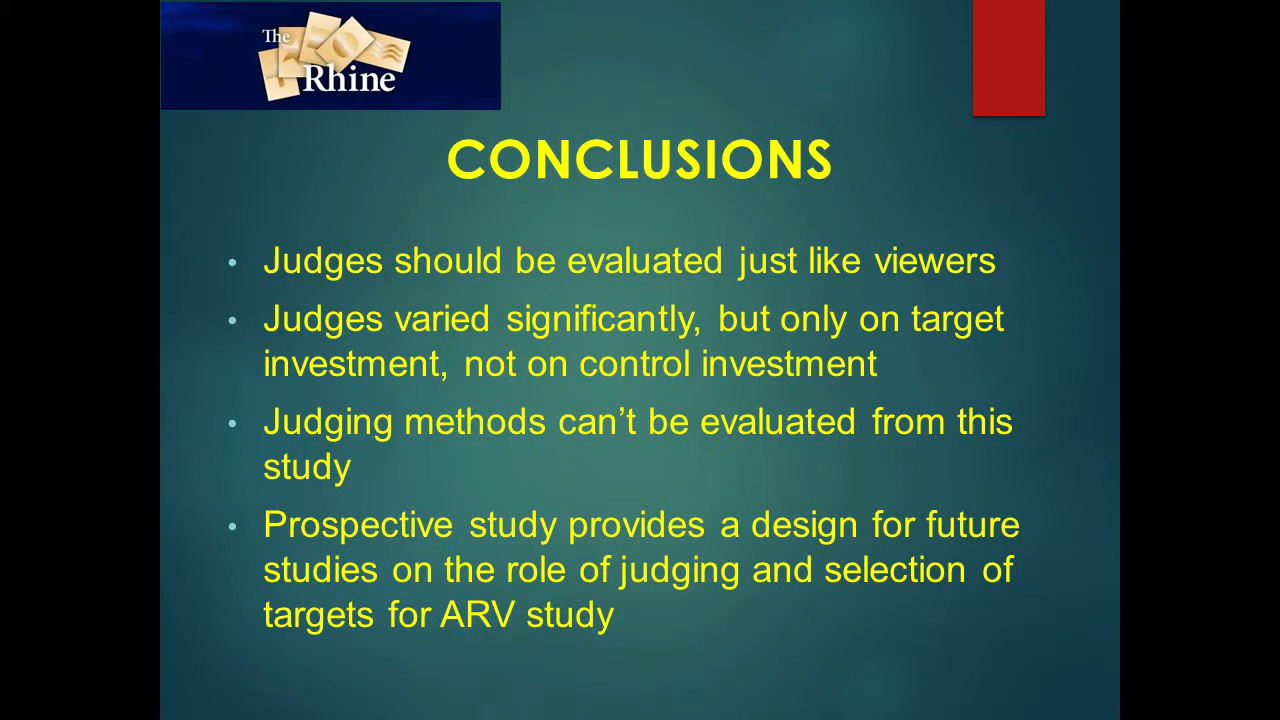 The
Rhine
CONCLUSIONS
• Judges should be evaluated just like viewers
• Judges varied significantly, but only on target
investment, not on control investment
• Judging methods can’t be evaluated from this
study
• Prospective study provides a design for future
studies on the role of judging and selection of
targets for ARV study